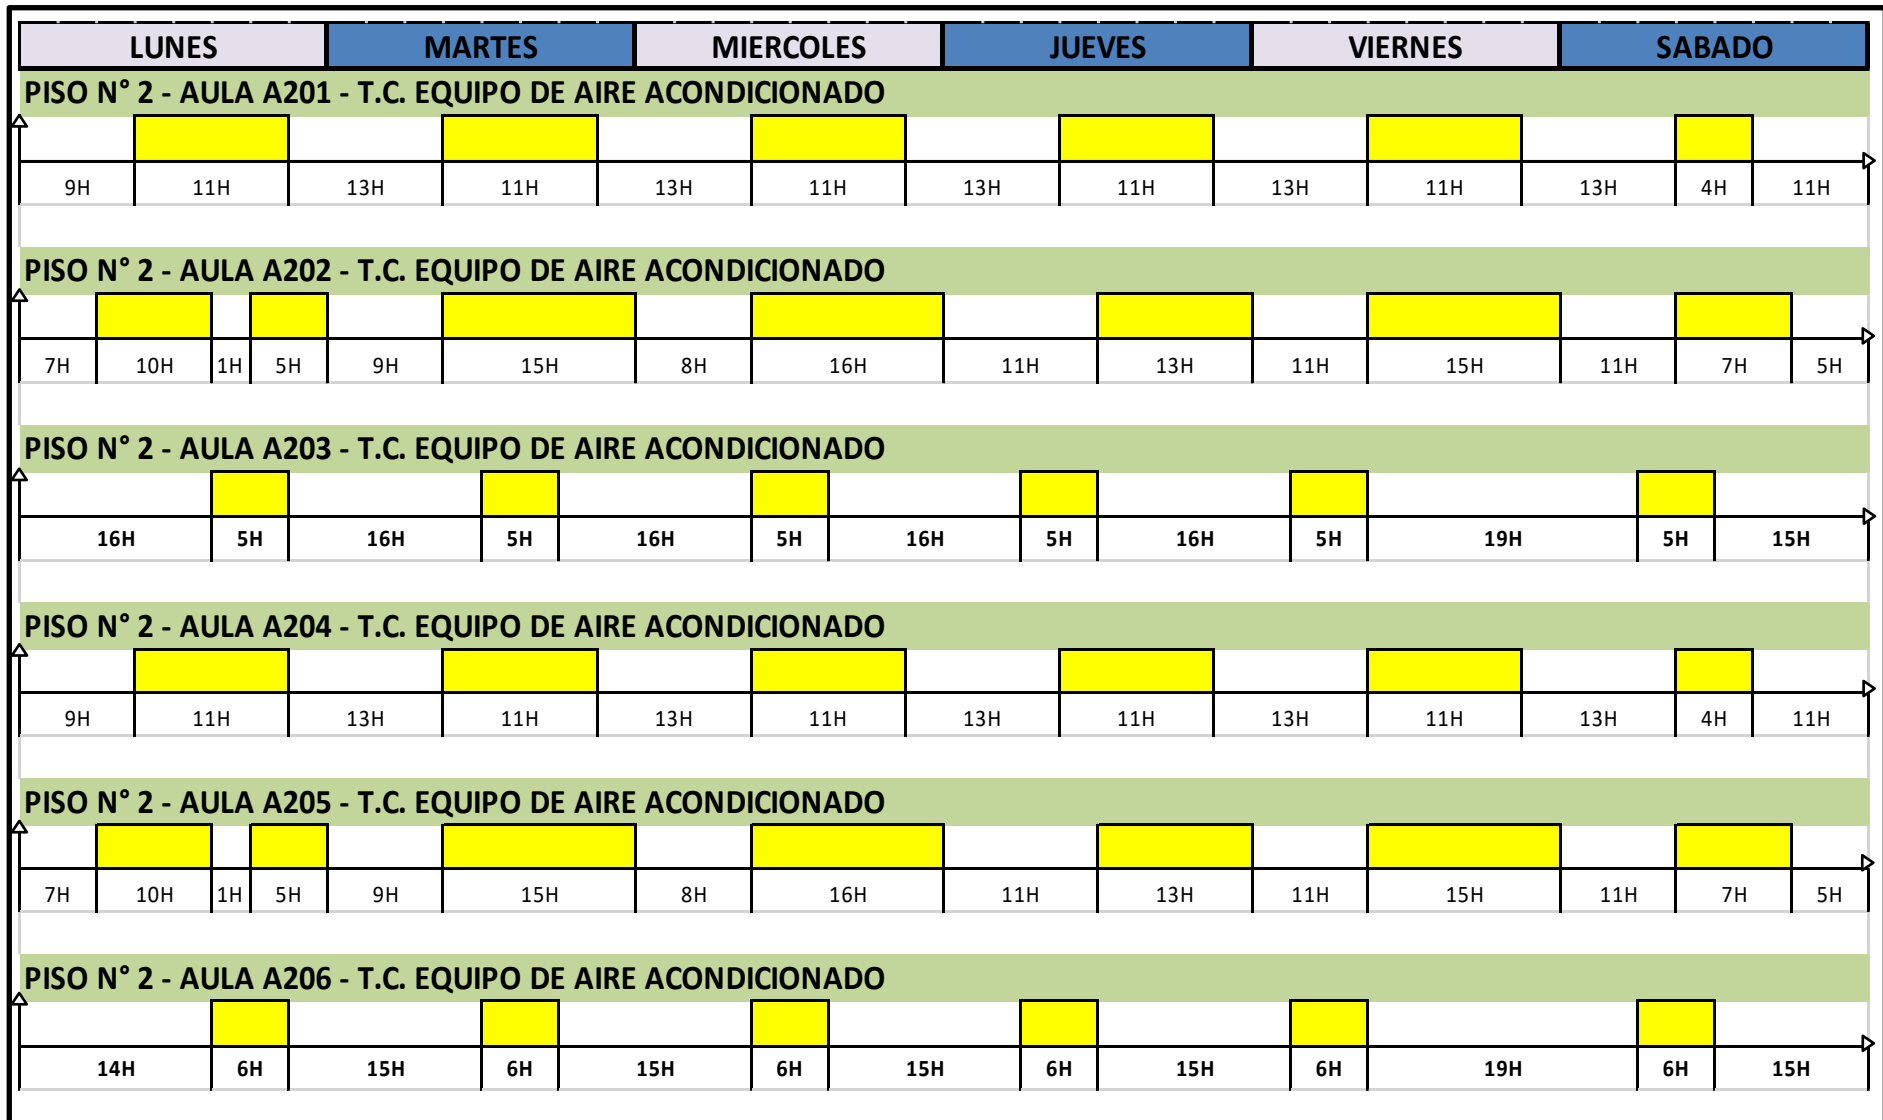 LUNES MARTES MIERCOLES JUEVES VIERNES SABADO
PISO N° 2 - AULA A201 - T.C. EQUIPO DE AIRE ACONDICIONADO
9H 11H 13H 11H 13H 11H 13H 11H 13H 11H 13H 4H 11H
PISO N° 2 - AULA A202 - T.C. EQUIPO DE AIRE ACONDICIONADO
7H 10H 1H 5H 9H 15H 8H 16H 11H 13H 11H 15H 11H 7H 5H
PISO N° 2 - AULA A203 - T.C. EQUIPO DE AIRE ACONDICIONADO
16H 5H 16H 5H 16H 5H 16H 5H 16H 5H 19H 5H 15H
PISO N° 2 - AULA A204 - T.C. EQUIPO DE AIRE ACONDICIONADO
9H 11H 13H 11H 13H 11H 13H 11H 13H 11H 13H 4H 11H
PISO N° 2 - AULA A205 - T.C. EQUIPO DE AIRE ACONDICIONADO
7H 10H 1H 5H 9H 15H 8H 16H 11H 13H 11H 15H 11H 7H 5H
PISO N° 2 - AULA A206 - T.C. EQUIPO DE AIRE ACONDICIONADO
14H 6H 15H 6H 15H 6H 15H 6H 15H 6H 19H 6H 15H